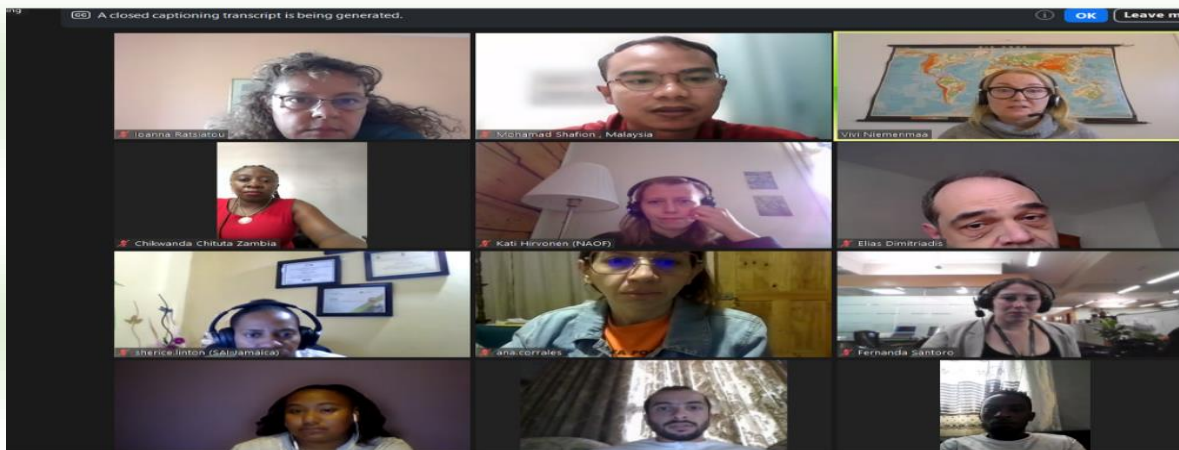 A closed captioning transcript is being generated.
OK
Leave m
Ioanna Ratsiatou
Mohamad Shafion , Malaysia
Vivi Niemenmaa
Chikwanda Chituta Zambia
Kati Hirvonen (NAOF)
Elias Dimitriadis
sherice.linton (SAI Jamaica)
ana.corrales
Fernanda Santoro